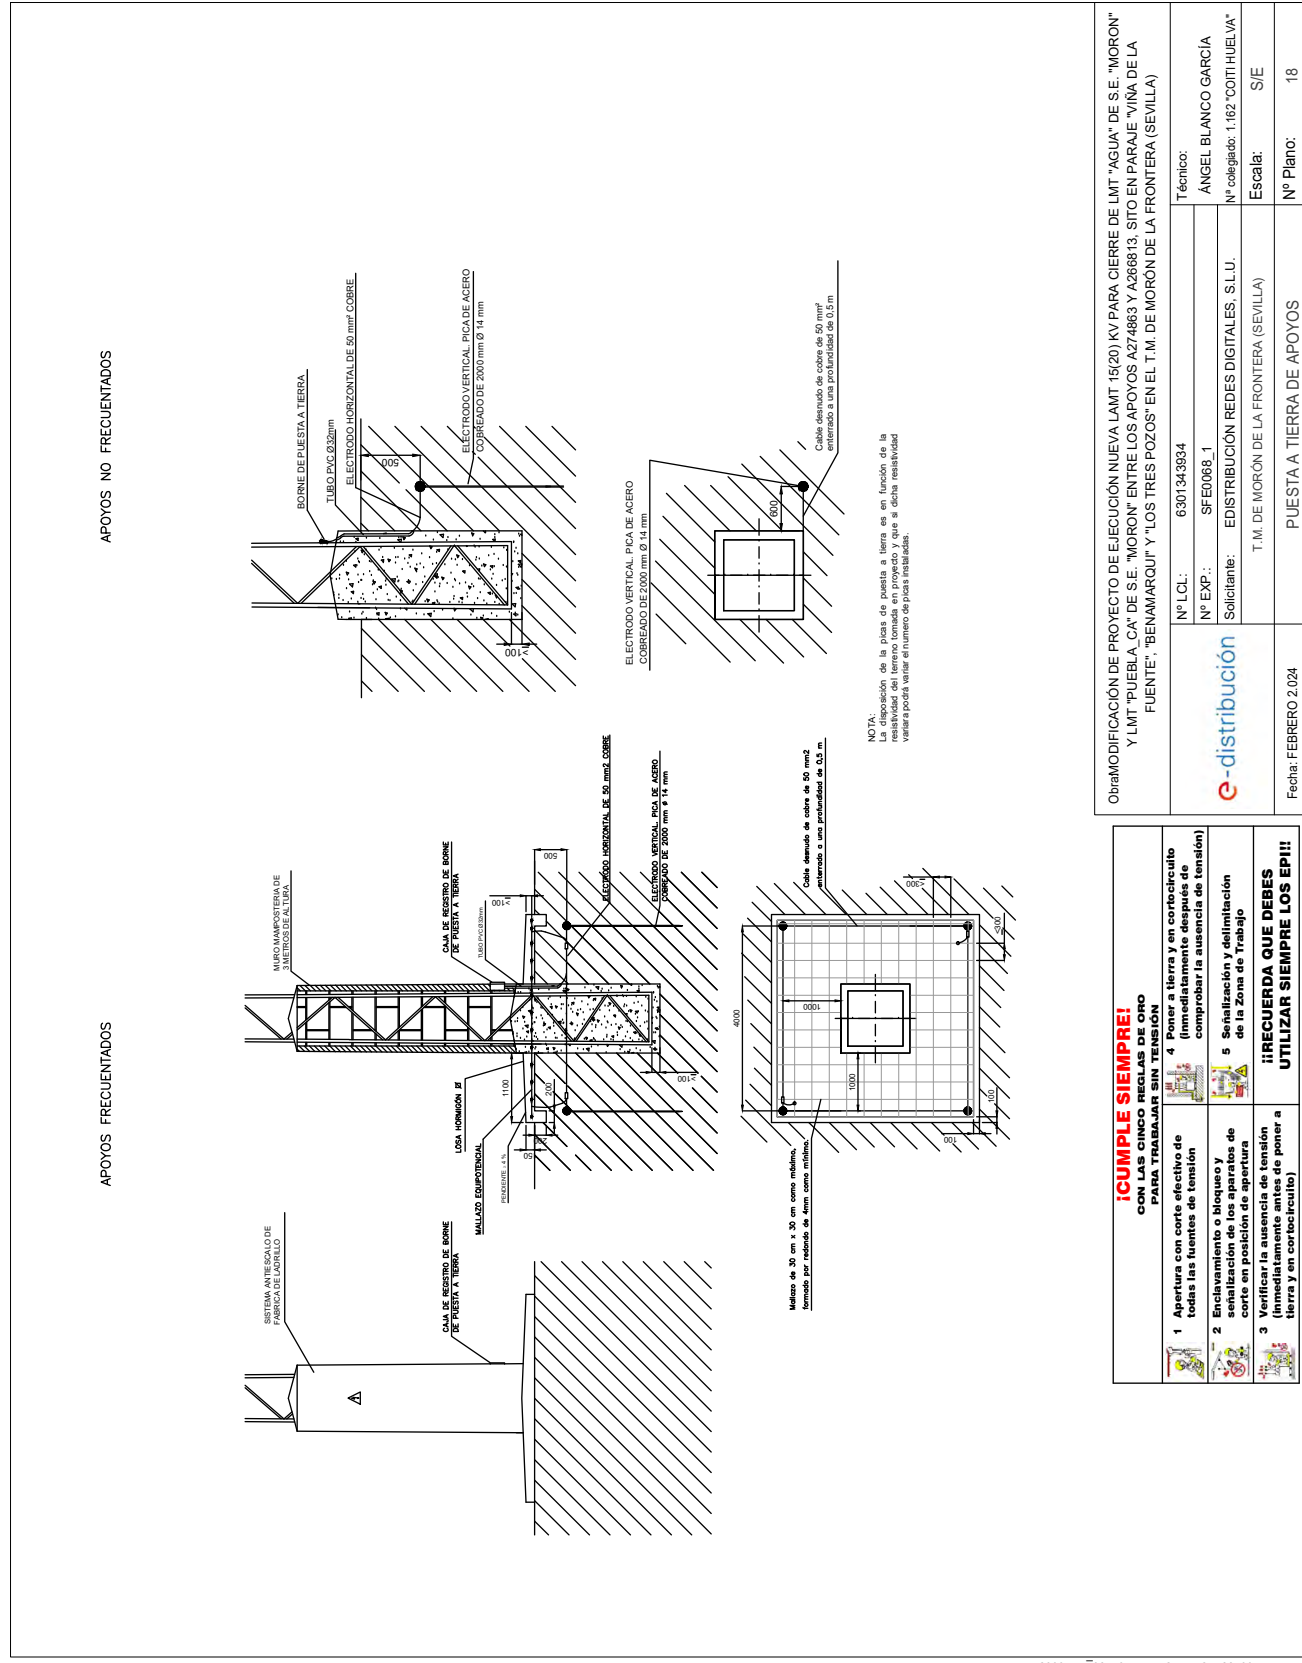 APOYOS FRECUENTADOS
APOYOS NO FRECUENTADOS
SISTEMA ANTIESCALO DE
FABRICA DE LADRILLO
CAJA DE REGISTRO DE BORNE
DE PUESTA A TIERRA
MURO MAMPOSTERIA DE
3 METROS DE ALTURA
CAJA DE REGISTRO DE BORNE
DE PUESTA A TIERRA
TUBO PVC Ø32mm
>100
500
LOSA HORMIGÓN
MALLAZO EQUIPOTENCIAL
PENDIENTE = 4 %
1100
200
50
>100
ELECTRODO HORIZONTAL DE 50 mm2 COBRE
ELECTRODO VERTICAL. PICA DE ACERO
COBREADO DE 2000 mm ø 14 mm
4000
1000
1000
<300
<300
100
100
Cable desnudo de cobre de 50 mm2
enterrado a una profundidad de 0,5 m
Mallazo de 30 cm x 30 cm como máximo,
formado por redondo de 4mm como mínimo.
BORNE DE PUESTA A TIERRA
TUBO PVC Ø32mm
ELECTRODO HORIZONTAL DE 50 mm² COBRE
500
ELECTRODO VERTICAL. PICA DE ACERO
COBREADO DE 2000 mm Ø 14 mm
>100
ELECTRODO VERTICAL. PICA DE ACERO
COBREADO DE 2000 mm Ø 14 mm
600
Cable desnudo de cobre de 50 mm²
enterrado a una profundidad de 0,5 m
NOTA:
La disposición de la picas de puesta a tierra es en función de la
resistividad del terreno tomada en proyecto y que si dicha resistividad
variara podrá variar el numero de picas instaladas.
¡CUMPLE SIEMPRE!
CON LAS CINCO REGLAS DE ORO
PARA TRABAJAR SIN TENSIÓN
1 Apertura con corte efectivo de
todas las fuentes de tensión
2 Enclavamiento o bloqueo y
señalización de los aparatos de
corte en posición de apertura
3 Verificar la ausencia de tensión
(inmediatamente antes de poner a
tierra y en cortocircuito)
4 Poner a tierra y en cortocircuito
(inmediatamente después de
comprobar la ausencia de tensión)
5 Señalización y delimitación
de la Zona de Trabajo
¡¡RECUERDA QUE DEBES
UTILIZAR SIEMPRE LOS EPI!!
ObraMODIFICACIÓN DE PROYECTO DE EJECUCIÓN NUEVA LAMT 15(20) KV PARA CIERRE DE LMT "AGUA" DE S.E. "MORON"
Y LMT "PUEBLA_CA" DE S.E. "MORON" ENTRE LOS APOYOS A274863 Y A266813, SITO EN PARAJE "VIÑA DE LA
FUENTE", "BENAMARQUI" Y "LOS TRES POZOS" EN EL T.M. DE MORÓN DE LA FRONTERA (SEVILLA)
e-distribución
Nº LCL: 6301343934
Nº EXP.: SFE0068_1
Solicitante: EDISTRIBUCIÓN REDES DIGITALES, S.L.U.
Técnico:
ÁNGEL BLANCO GARCÍA
Nª colegiado: 1.162 "COITI HUELVA"
T.M. DE MORÓN DE LA FRONTERA (SEVILLA)
Escala: S/E
Fecha: FEBRERO 2.024
PUESTA A TIERRA DE APOYOS
Nº Plano: 18